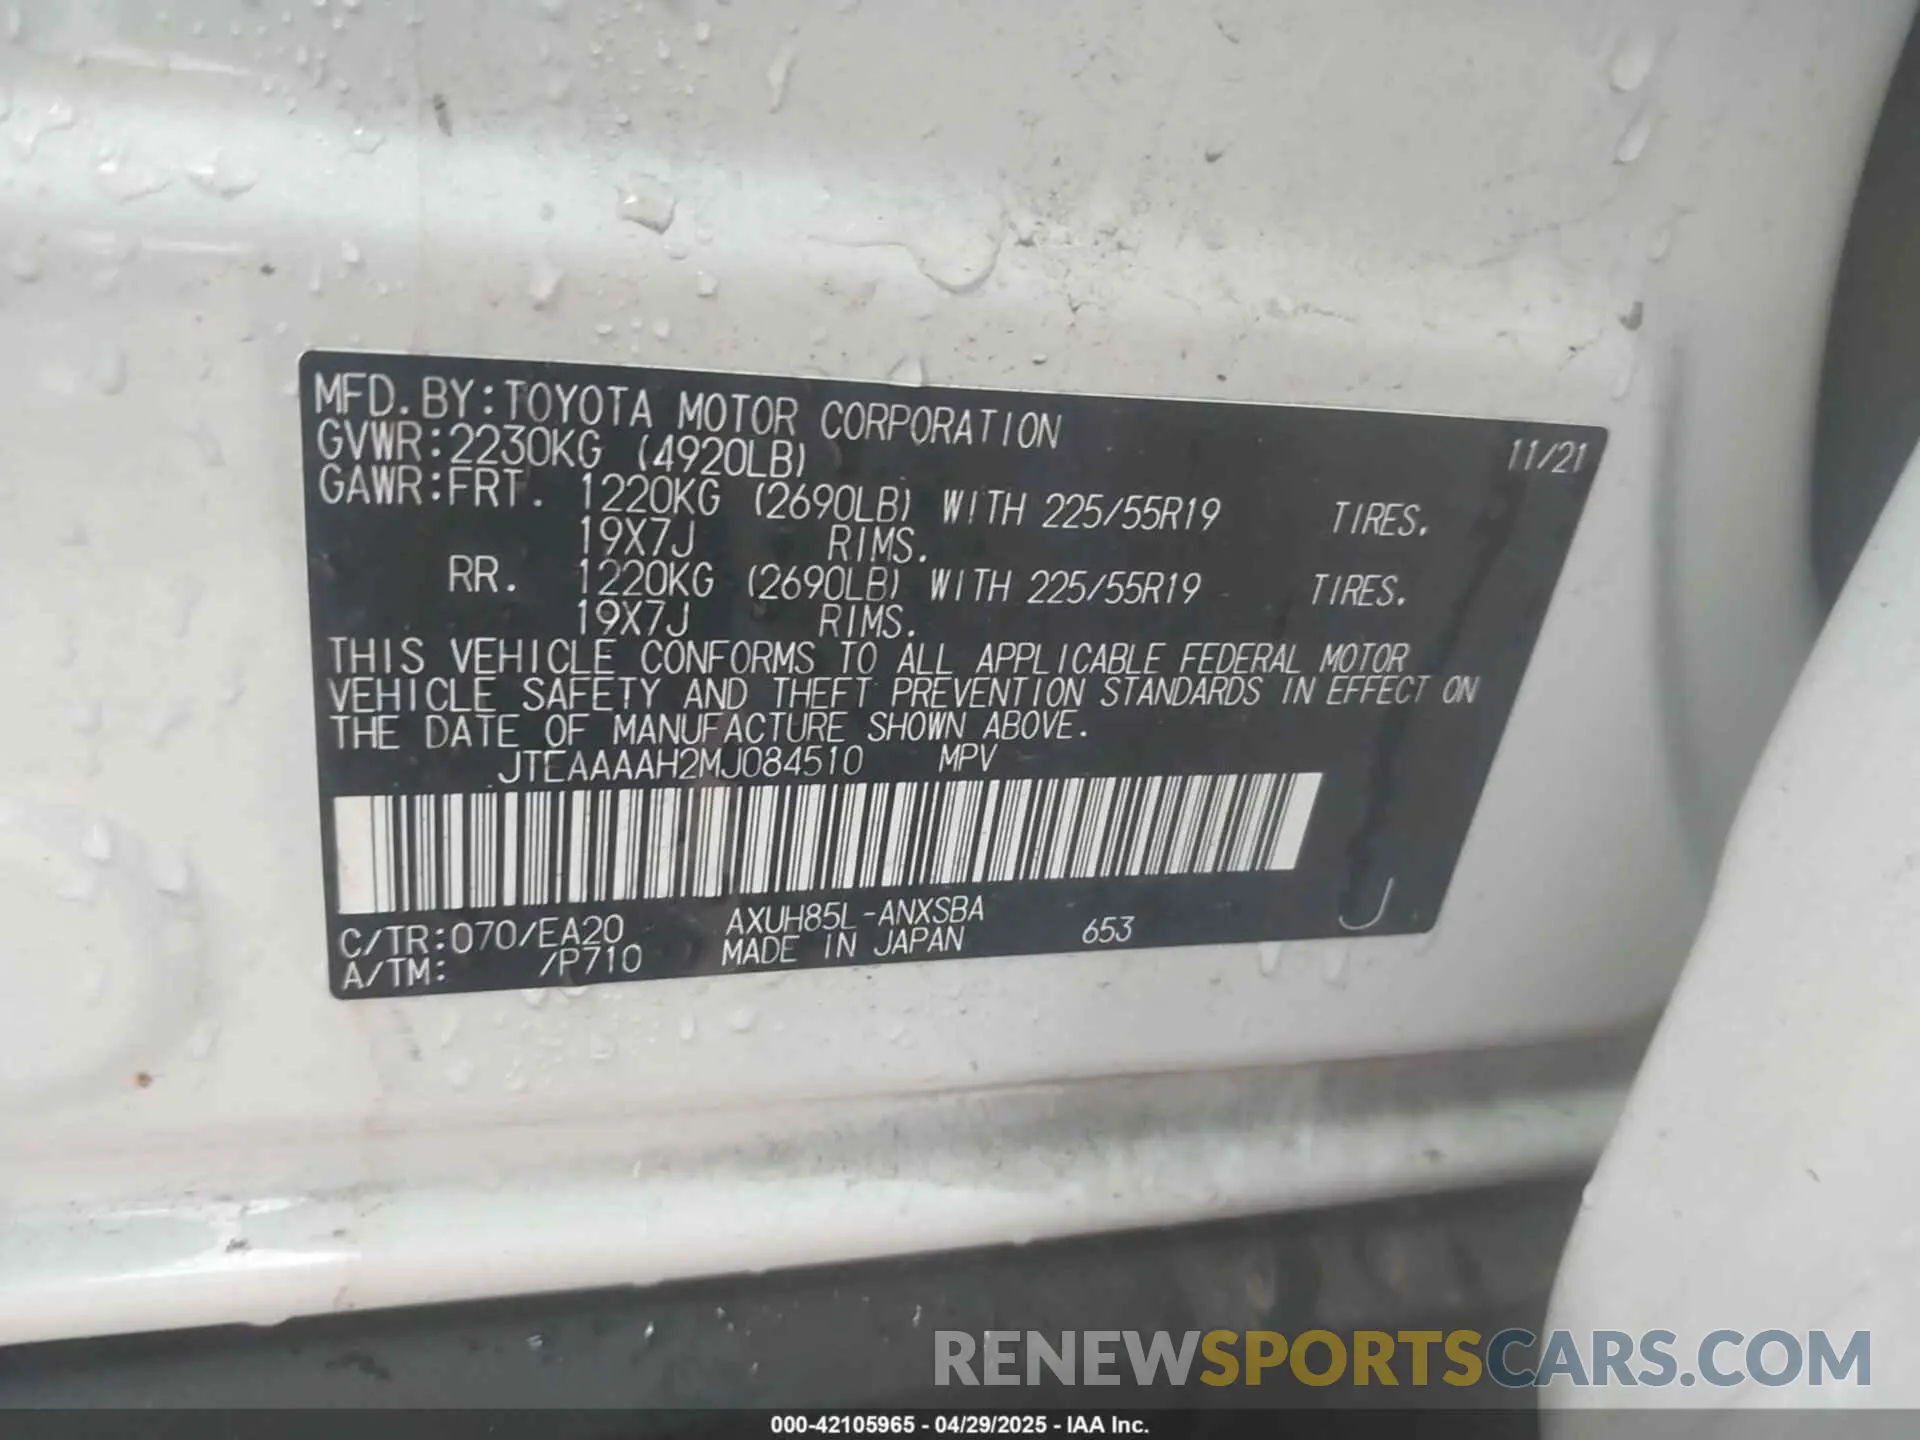 MFD. BY: TOYOTA MOTOR CORPORATION 11/21
GVWR: 2230KG (4920LB)
GAWR: FRT. 1220KG (2690LB) WITH 225/55R19 TIRES.
19X7J RIMS.
RR. 1220KG (2690LB) WITH 225/55R19 TIRES.
19X7J RIMS.
THIS VEHICLE CONFORMS TO ALL APPLICABLE FEDERAL MOTOR
VEHICLE SAFETY AND THEFT PREVENTION STANDARDS IN EFFECT ON
THE DATE OF MANUFACTURE SHOWN ABOVE.
JTEAAAAH2MJ084510 MPV
C/TR: 070/EA20 AXUH85L-ANXSBA 653 J
A/TM: /P710 MADE IN JAPAN
RENEWSPORTSCARS.COM
000-42105965 - 04/29/2025 - IAA Inc.